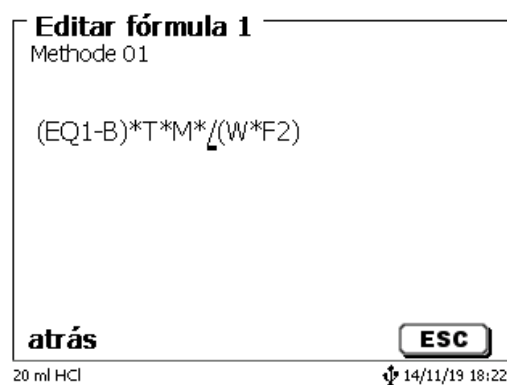 Editar fórmula 1
Methode 01
(EQ1-B)*T*M*/(W*F2)
atrás ESC
20 ml HCl 14/11/19 18:22